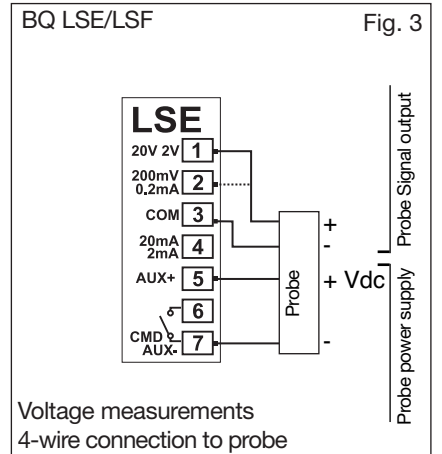 BQ LSE/LSF
Fig. 3
LSE
20V 2V 1
200mV
0.2mA 2
COM 3
20mA
2mA 4
AUX+ 5
6
CMD
AUX- 7
Probe
+
-
+ Vdc
-
Probe Signal output
Probe power supply
Voltage measurements
4-wire connection to probe